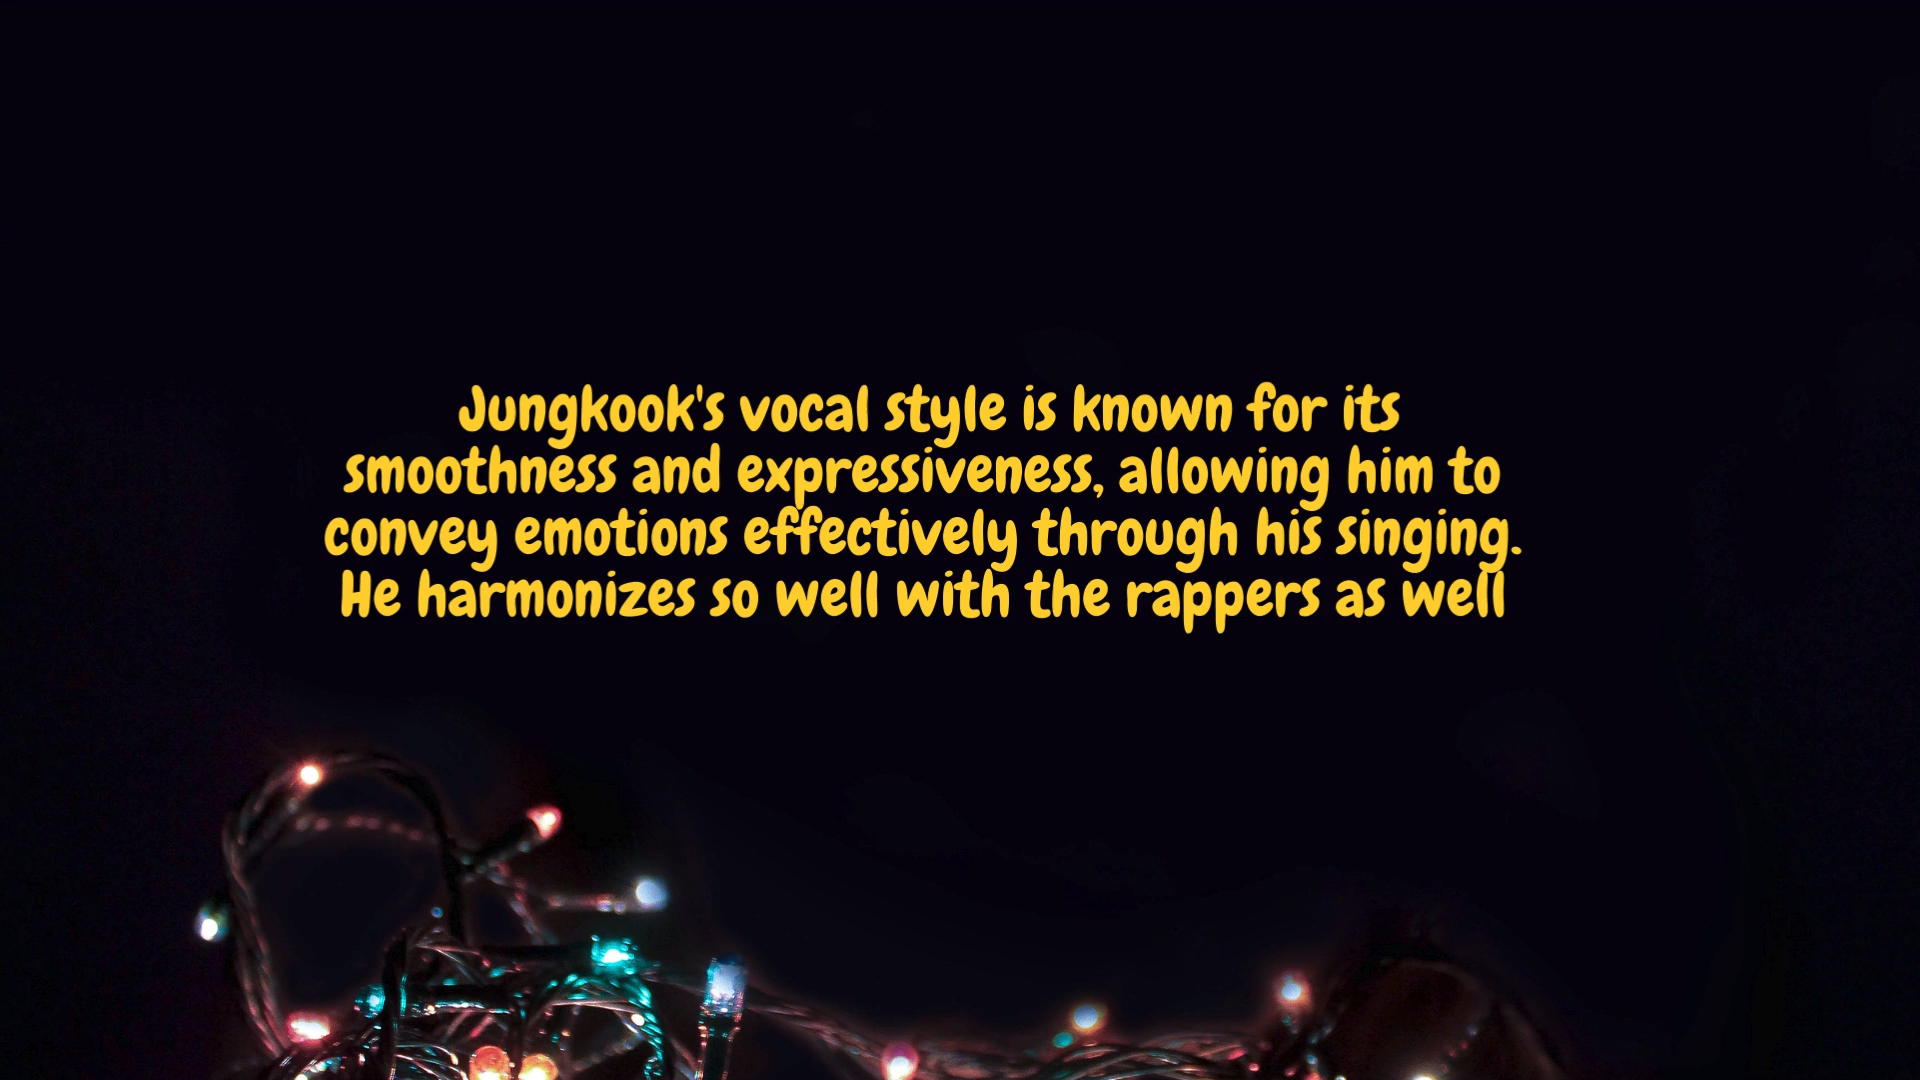 Jungkook's vocal style is known for its
smoothness and expressiveness, allowing him to
convey emotions effectively through his singing.
He harmonizes so well with the rappers as well